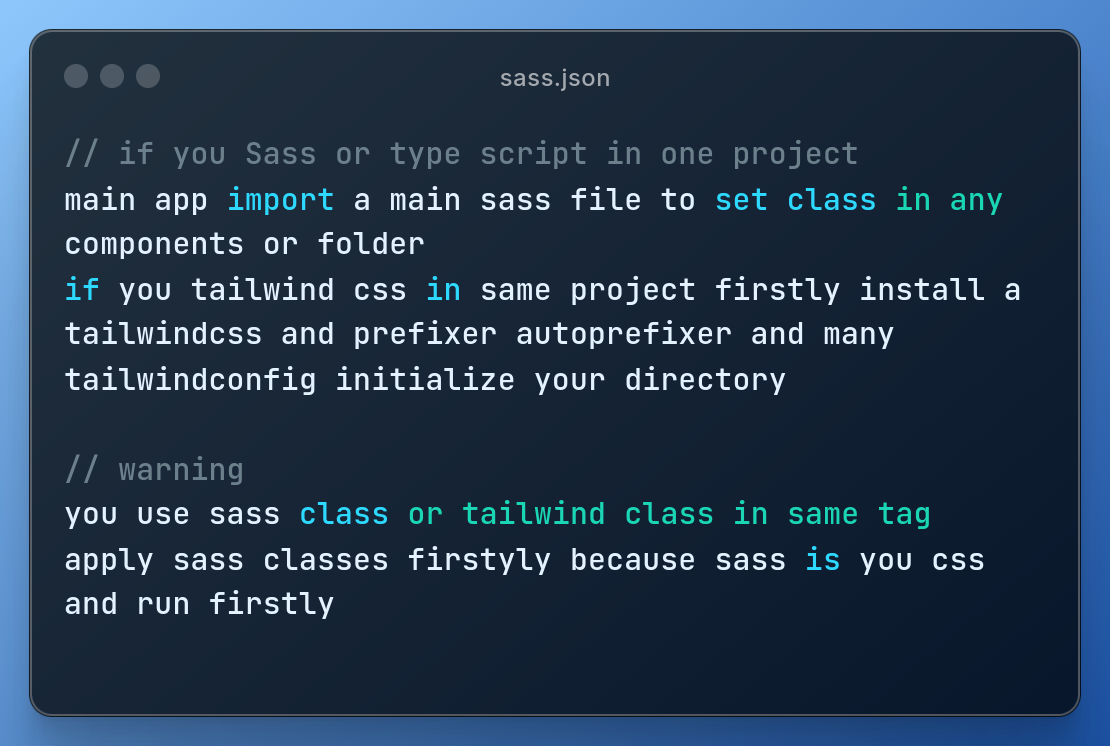 sass.json
// if you Sass or type script in one project
main app import a main sass file to set class in any
components or folder
if you tailwind css in same project firstly install a
tailwindcss and prefixer autoprefixer and many
tailwindconfig initialize your directory
// warning
you use sass class or tailwind class in same tag
apply sass classes firstyly because sass is you css
and run firstly